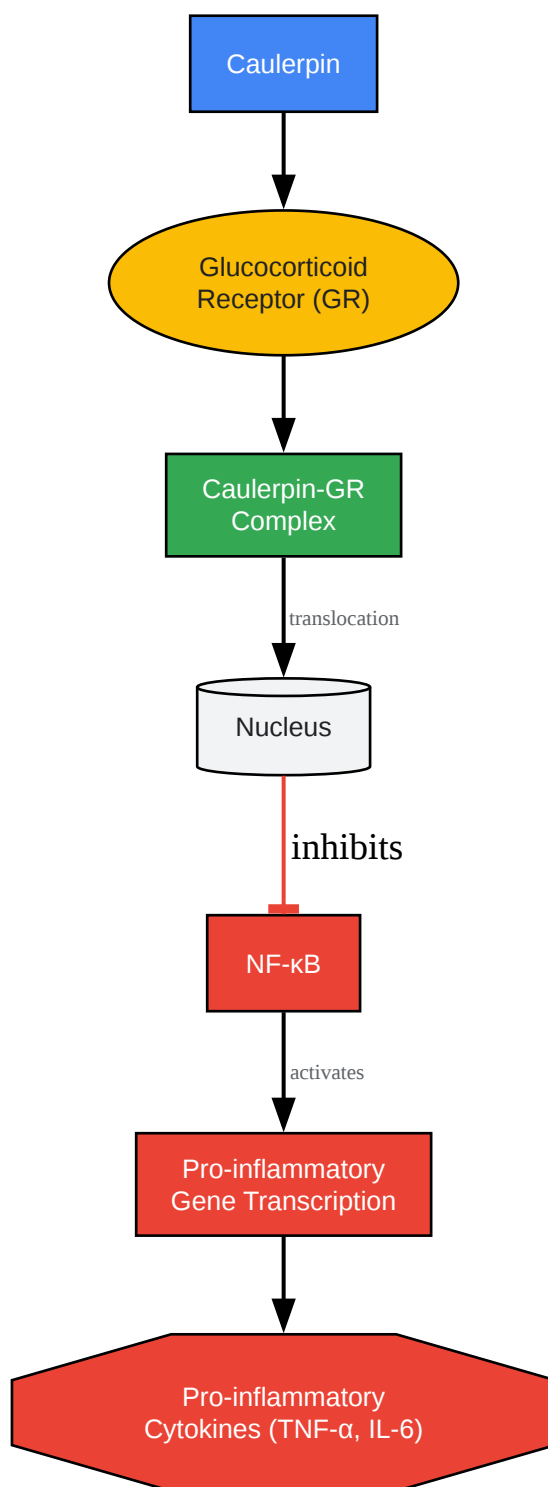 Caulerpin
Glucocorticoid
Receptor (GR)
Caulerpin-GR
Complex
translocation
Nucleus
inhibits
NF-κB
activates
Pro-inflammatory
Gene Transcription
Pro-inflammatory
Cytokines (TNF-α, IL-6)